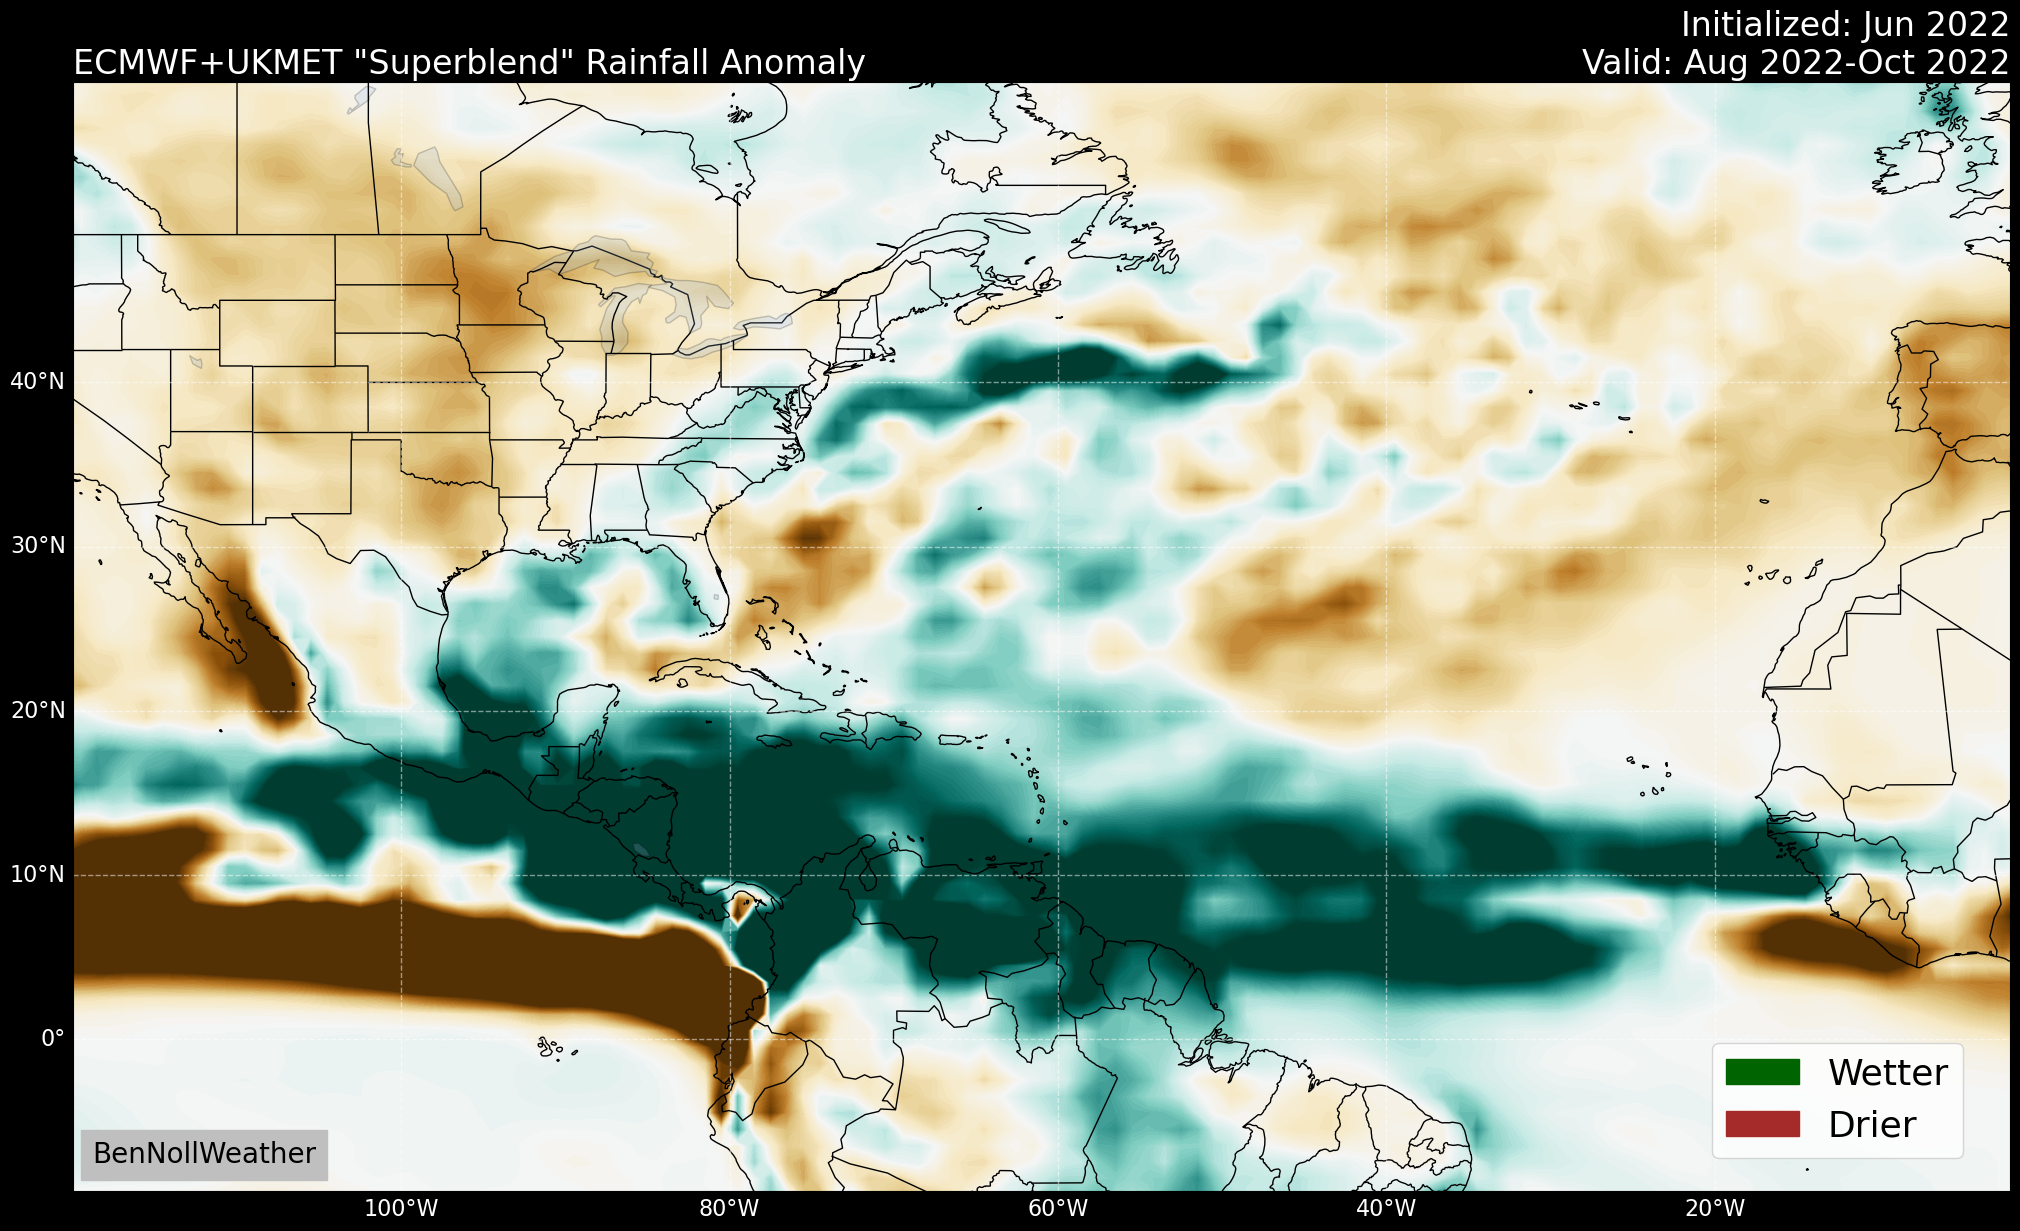 Initialized: Jun 2022
ECMWF+UKMET "Superblend" Rainfall Anomaly
Valid: Aug 2022-Oct 2022
40°N
30°N
20°N
10°N
0°
Wetter
Drier
BenNollWeather
100°W
80°W
60°W
40°W
20°W